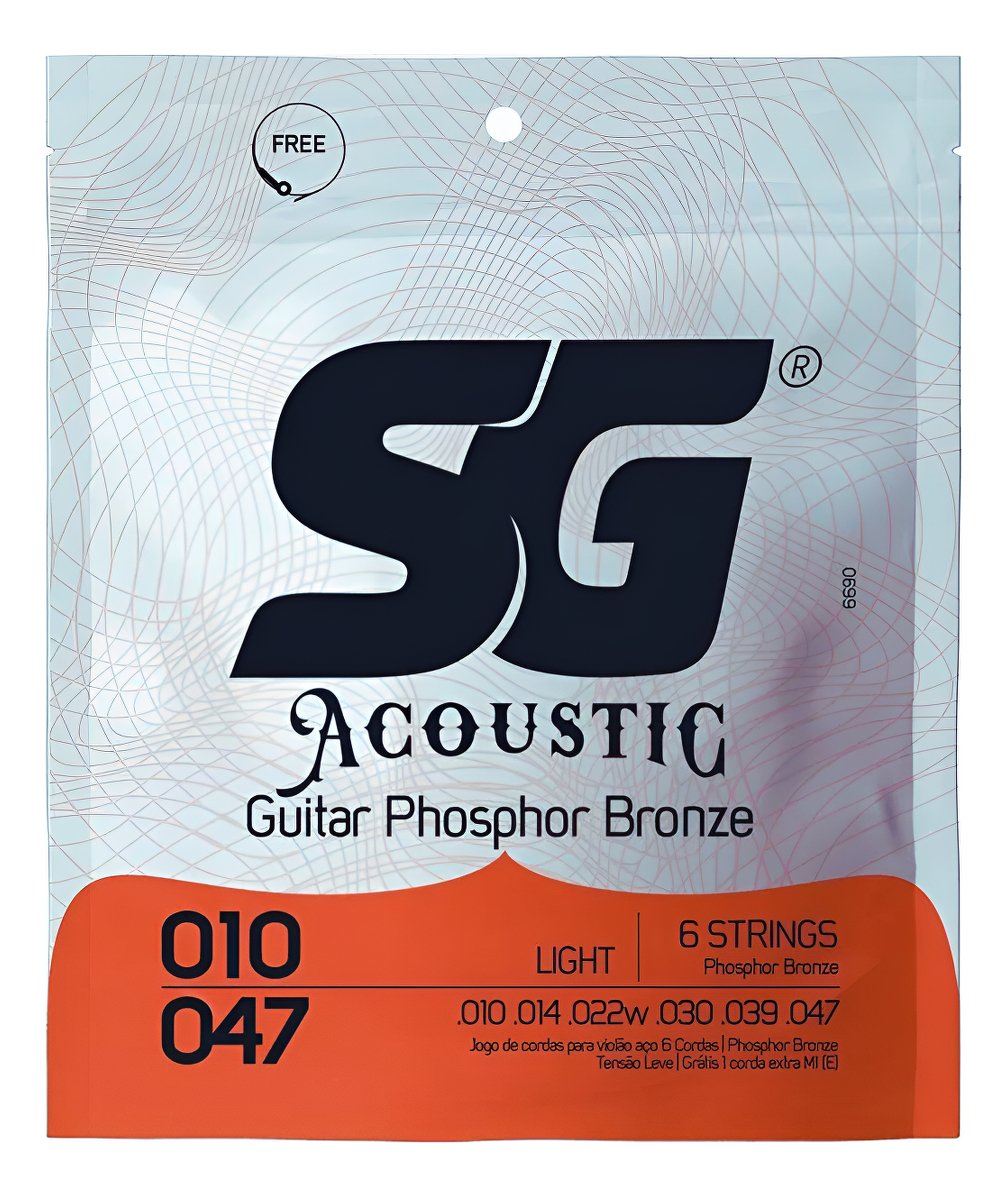 FREE
SG®
6690
ACOUSTIC
Guitar Phosphor Bronze
010
047
LIGHT
6 STRINGS
Phosphor Bronze
.010 .014 .022w .030 .039 .047
Jogo de cordas para violão aço 6 Cordas | Phosphor Bronze
Tensão Leve | Grátis 1 corda extra MI (E)